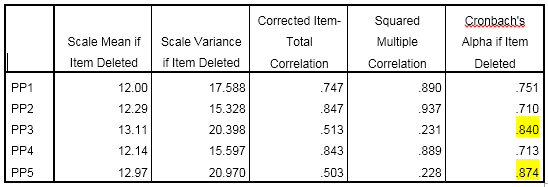 Scale Mean if Item Deleted Scale Variance if Item Deleted Corrected Item-Total Correlation Squared Multiple Correlation Cronbach's Alpha if Item Deleted
PP1 12.00 17.588 .747 .890 .751
PP2 12.29 15.328 .847 .937 .710
PP3 13.11 20.398 .513 .231 .840
PP4 12.14 15.597 .843 .889 .713
PP5 12.97 20.970 .503 .228 .874